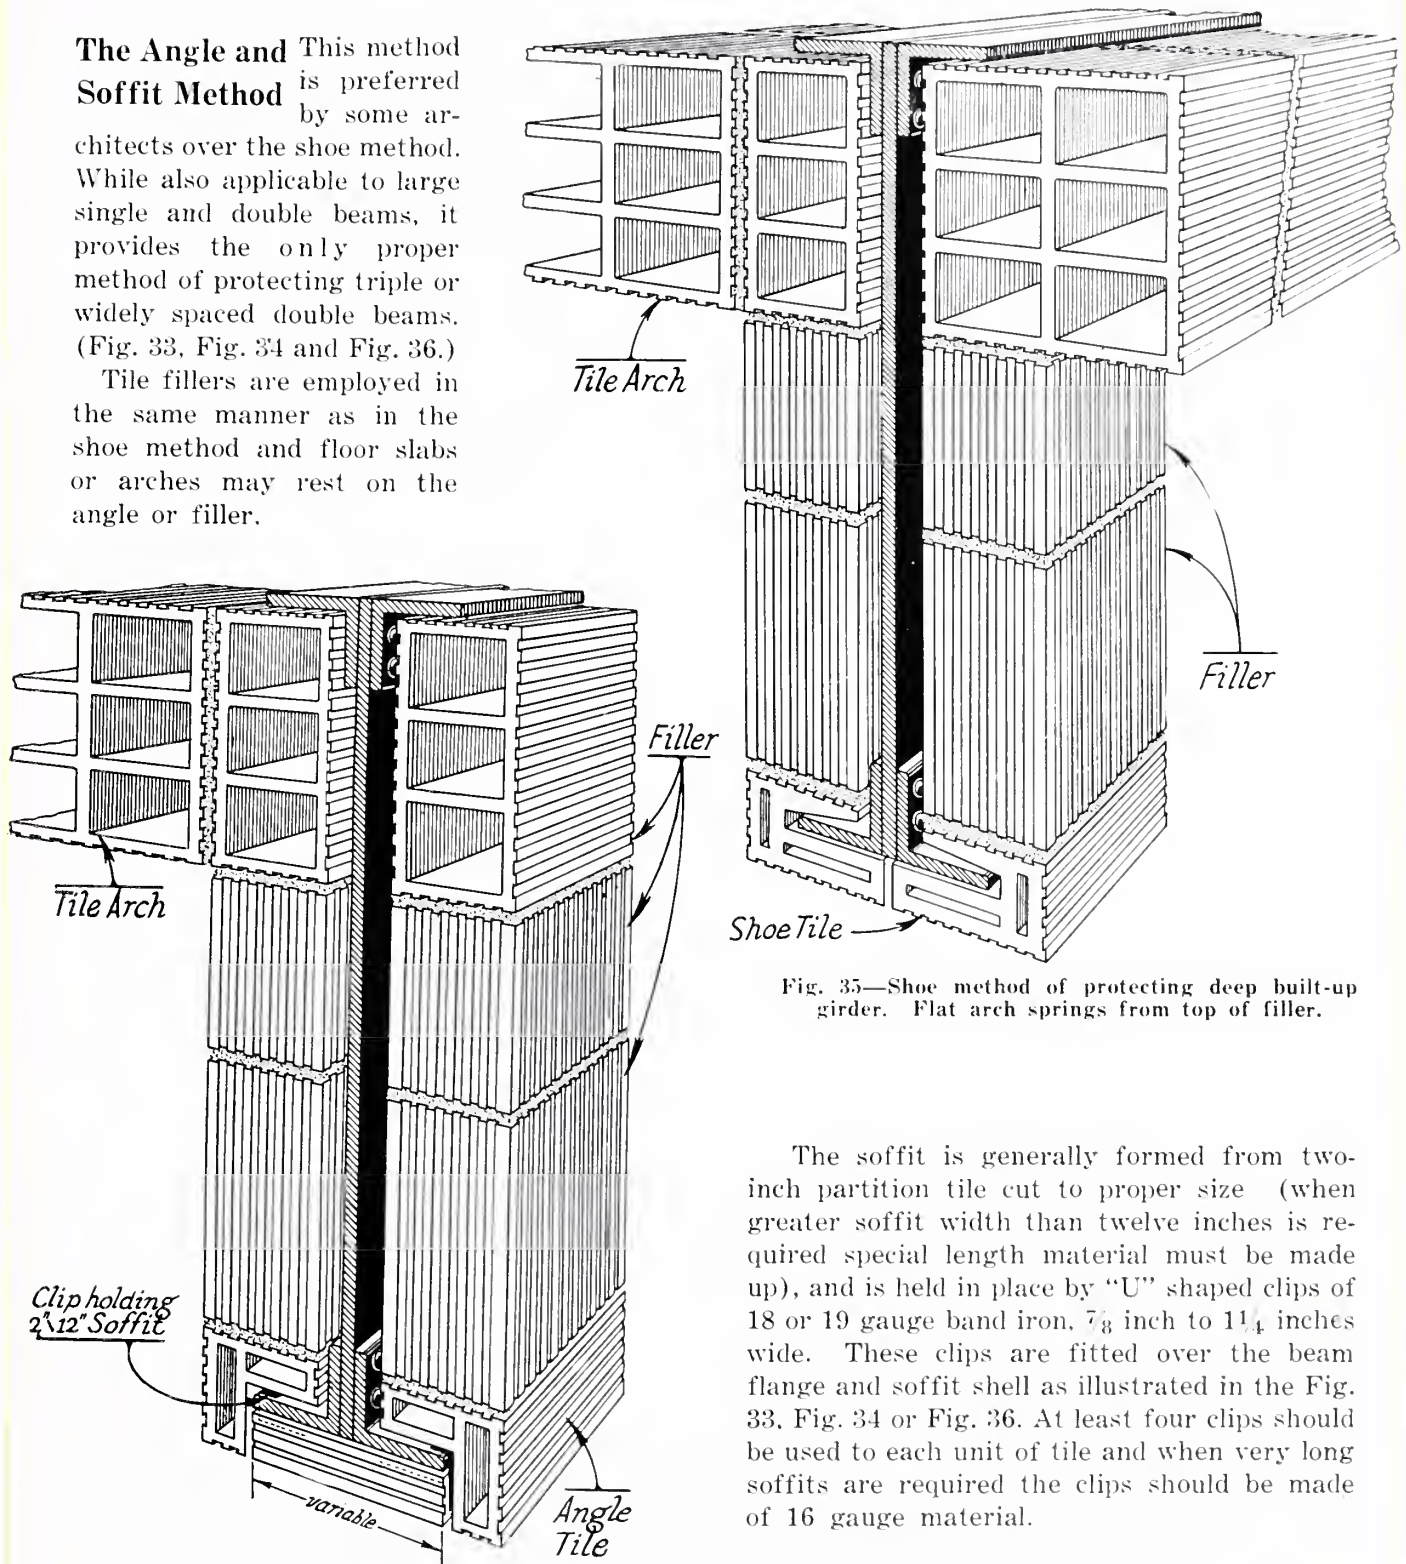 The Angle and
Soffit Method
This method
is preferred
by some ar-
chitects over the shoe method.
While also applicable to large
single and double beams, it
provides the only proper
method of protecting triple or
widely spaced double beams.
(Fig. 33, Fig. 34 and Fig. 36.)
Tile fillers are employed in
the same manner as in the
shoe method and floor slabs
or arches may rest on the
angle or filler.
Tile Arch
Filler
Shoe Tile
Fig. 35—Shoe method of protecting deep built-up
girder. Flat arch springs from top of filler.
Filler
Tile Arch
Clip holding
2"x12" Soffit
variable
Angle
Tile
The soffit is generally formed from two-
inch partition tile cut to proper size (when
greater soffit width than twelve inches is re-
quired special length material must be made
up), and is held in place by “U” shaped clips of
18 or 19 gauge band iron, 7/8 inch to 1 1/4 inches
wide. These clips are fitted over the beam
flange and soffit shell as illustrated in the Fig.
33, Fig. 34 or Fig. 36. At least four clips should
be used to each unit of tile and when very long
soffits are required the clips should be made
of 16 gauge material.